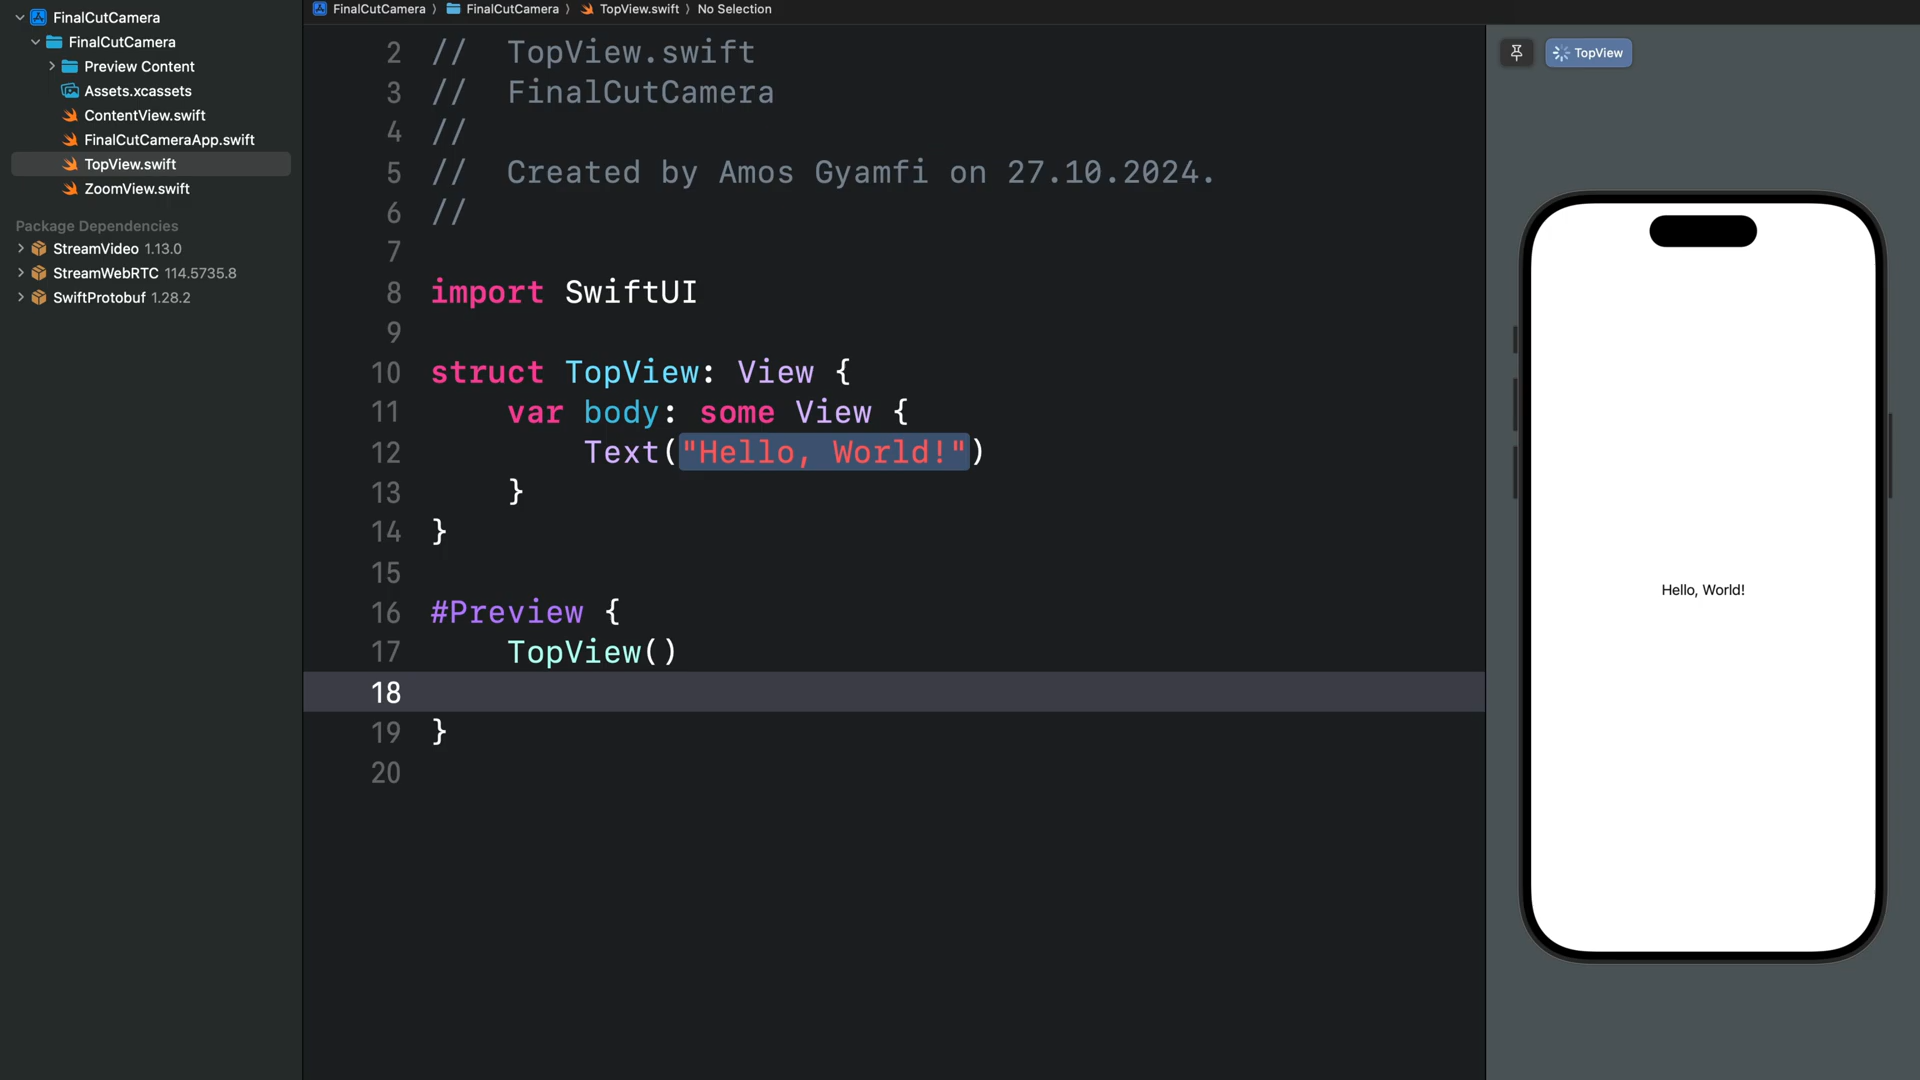 FinalCutCamera
FinalCutCamera
Preview Content
Assets.xcassets
ContentView.swift
FinalCutCameraApp.swift
TopView.swift
ZoomView.swift
Package Dependencies
StreamVideo 1.13.0
StreamWebRTC 114.5735.8
SwiftProtobuf 1.28.2
FinalCutCamera 〉 FinalCutCamera 〉 TopView.swift 〉 No Selection
2 //  TopView.swift
3 //  FinalCutCamera
4 //
5 //  Created by Amos Gyamfi on 27.10.2024.
6 //
7
8 import SwiftUI
9
10 struct TopView: View {
11     var body: some View {
12         Text("Hello, World!")
13     }
14 }
15
16 #Preview {
17     TopView()
18
19 }
20
TopView
Hello, World!